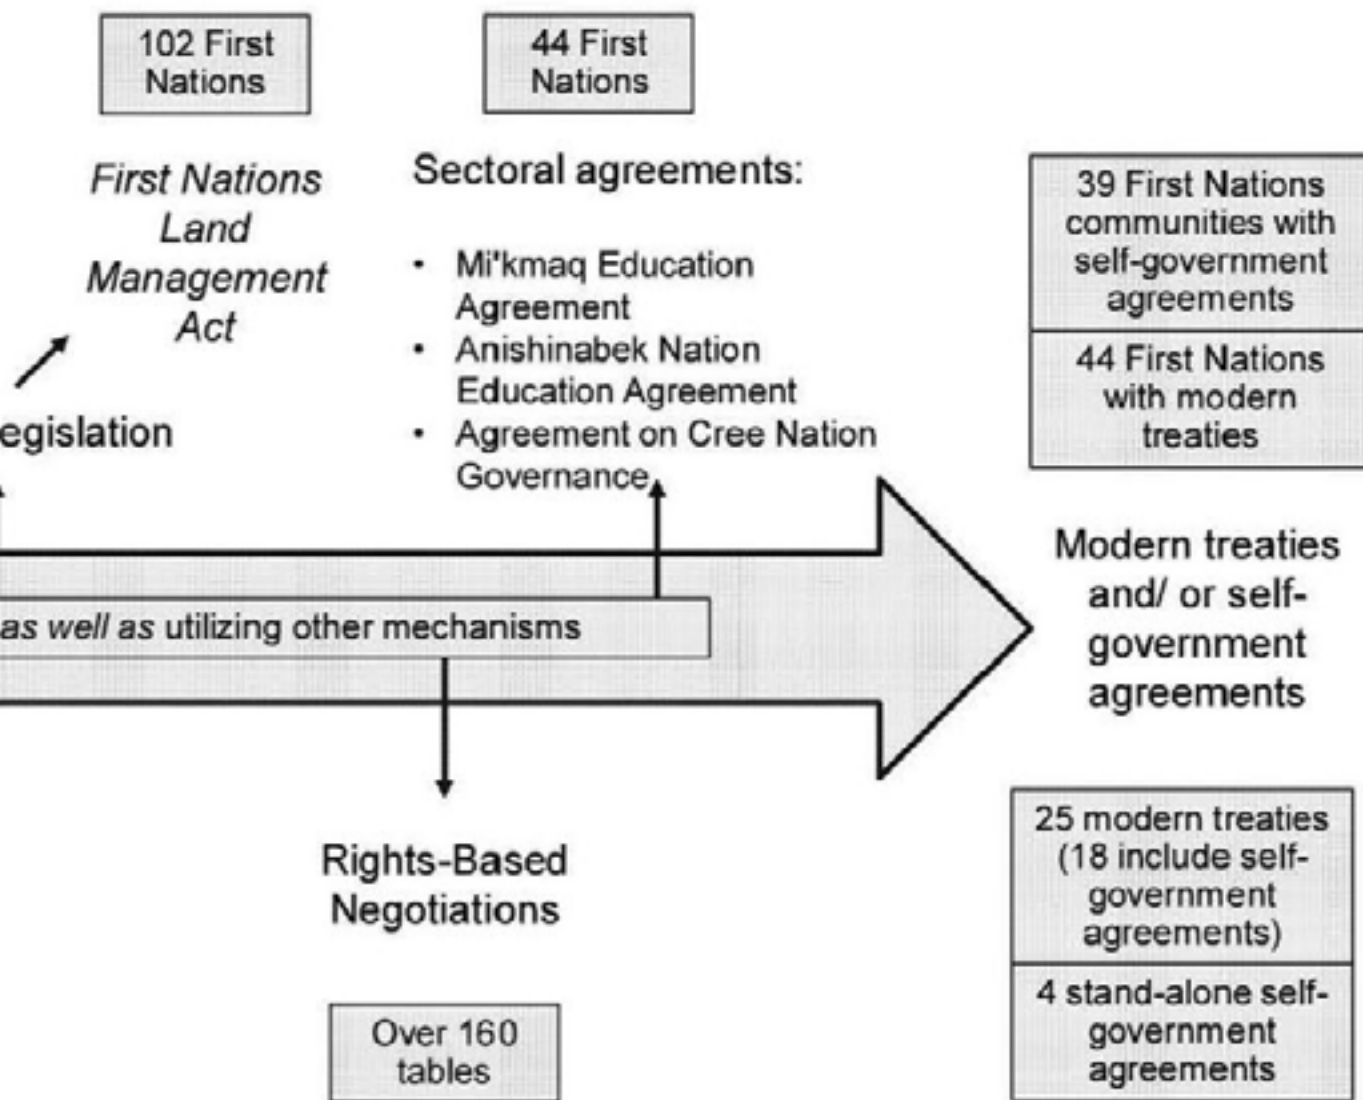 102 First
Nations
First Nations
Land
Management
Act
egislation
44 First
Nations
Sectoral agreements:
• Mi'kmaq Education
Agreement
• Anishinabek Nation
Education Agreement
• Agreement on Cree Nation
Governance
39 First Nations
communities with
self-government
agreements
44 First Nations
with modern
treaties
as well as utilizing other mechanisms
Modern treaties
and/ or self-
government
agreements
Rights-Based
Negotiations
Over 160
tables
25 modern treaties
(18 include self-
government
agreements)
4 stand-alone self-
government
agreements